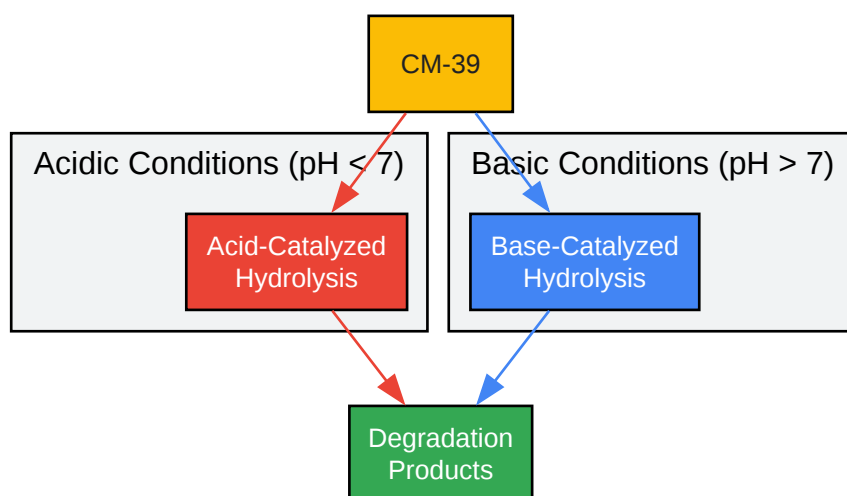 CM-39
Acidic Conditions (pH < 7)
Basic Conditions (pH > 7)
Acid-Catalyzed
Hydrolysis
Base-Catalyzed
Hydrolysis
Degradation
Products